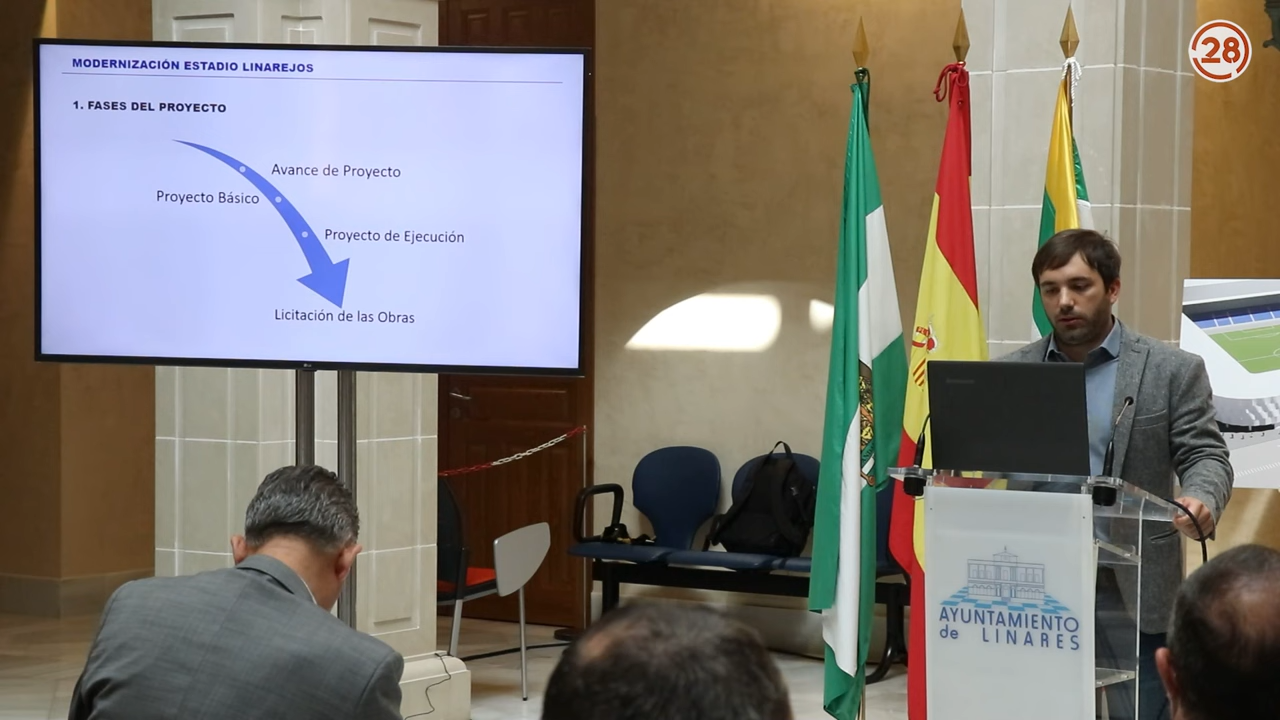 MODERNIZACIÓN ESTADIO LINAREJOS
1. FASES DEL PROYECTO
Avance de Proyecto
Proyecto Básico
Proyecto de Ejecución
Licitación de las Obras
28
AYUNTAMIENTO
de LINARES